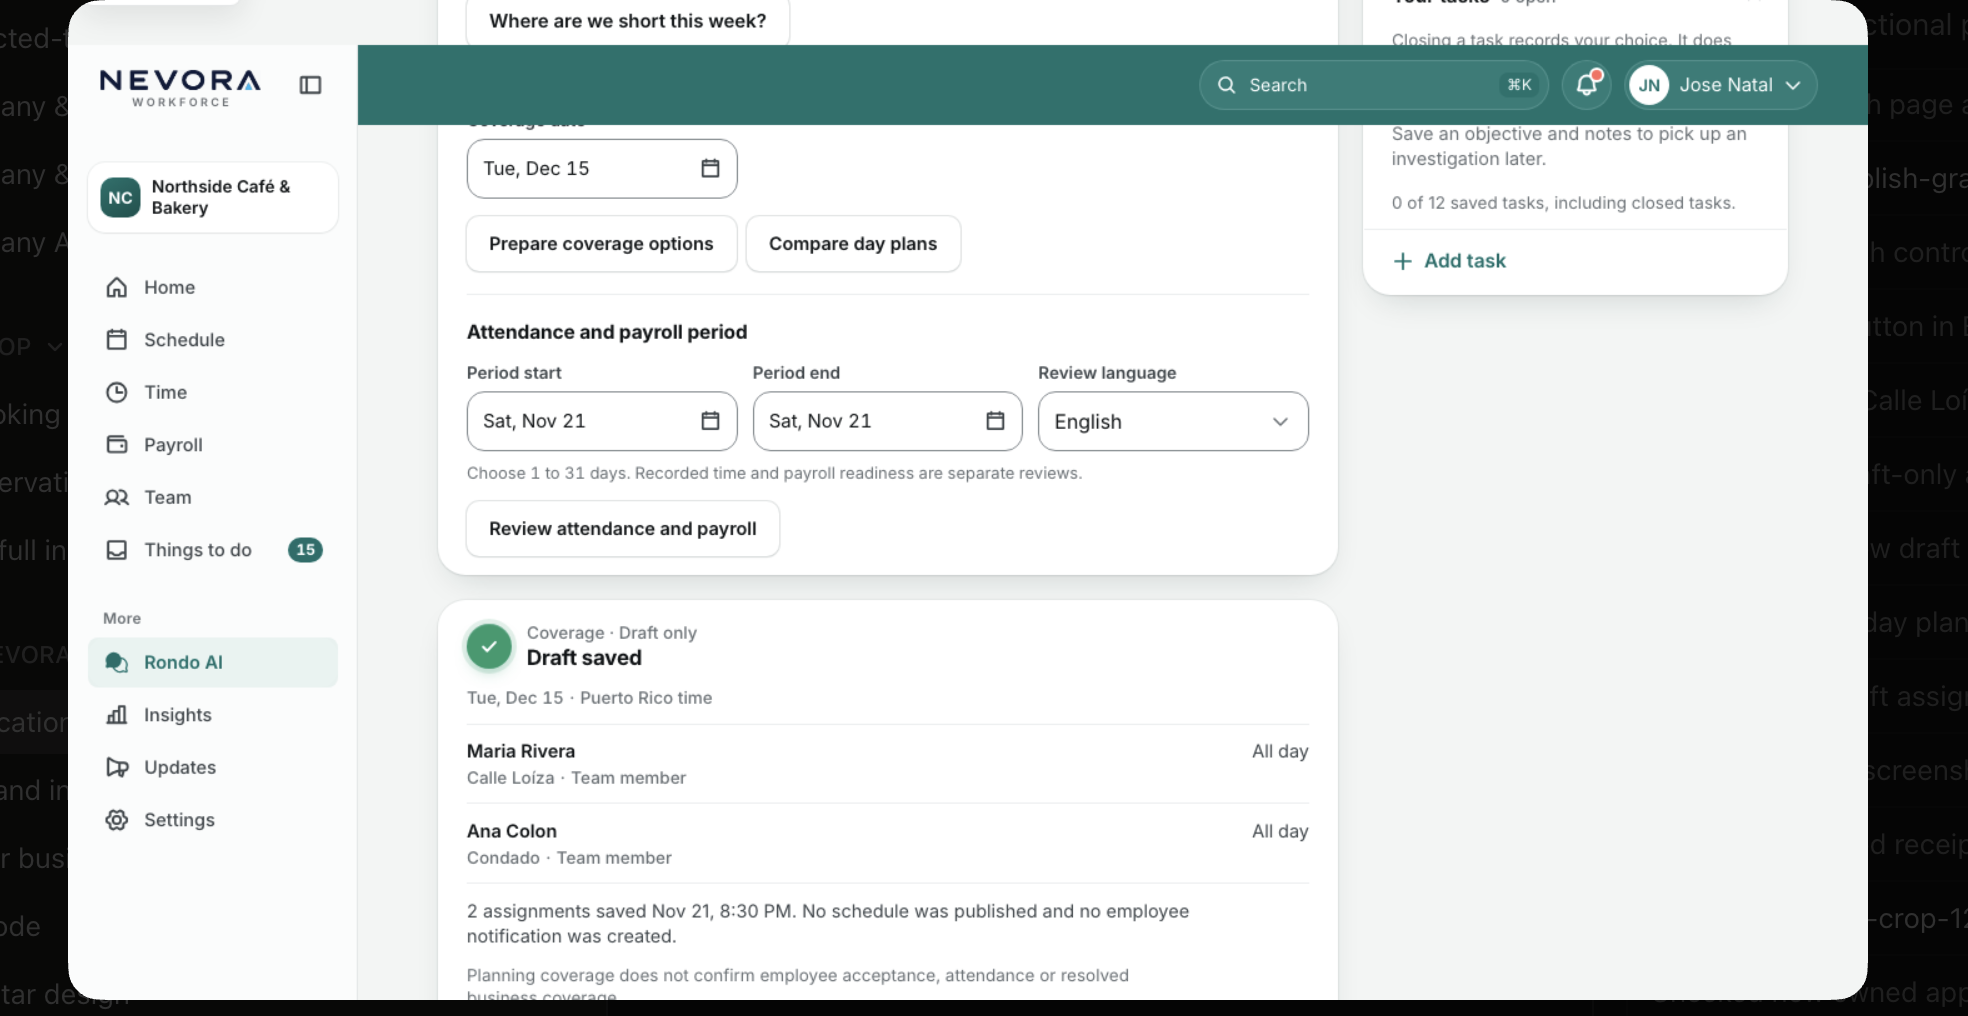 Where are we short this week?
Closing a task records your choice. It does
NEVORA
WORKFORCE
Search
⌘K
JN
Jose Natal
NC
Northside Café &
Bakery
Home
Schedule
Time
Payroll
Team
Things to do
15
More
Rondo AI
Insights
Updates
Settings
Tue, Dec 15
Prepare coverage options
Compare day plans
Attendance and payroll period
Period start
Period end
Review language
Sat, Nov 21
Sat, Nov 21
English
Choose 1 to 31 days. Recorded time and payroll readiness are separate reviews.
Review attendance and payroll
Coverage · Draft only
Draft saved
Tue, Dec 15 · Puerto Rico time
Maria Rivera
All day
Calle Loíza · Team member
Ana Colon
All day
Condado · Team member
2 assignments saved Nov 21, 8:30 PM. No schedule was published and no employee
notification was created.
Planning coverage does not confirm employee acceptance, attendance or resolved
business coverage.
Save an objective and notes to pick up an
investigation later.
0 of 12 saved tasks, including closed tasks.
+ Add task